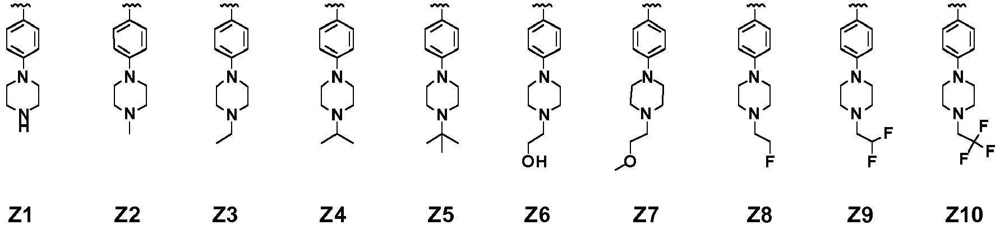 N N N N N N N N N N
N N N N N N N N N N
H
F F
F F
OH O F F F
Z1 Z2 Z3 Z4 Z5 Z6 Z7 Z8 Z9 Z10